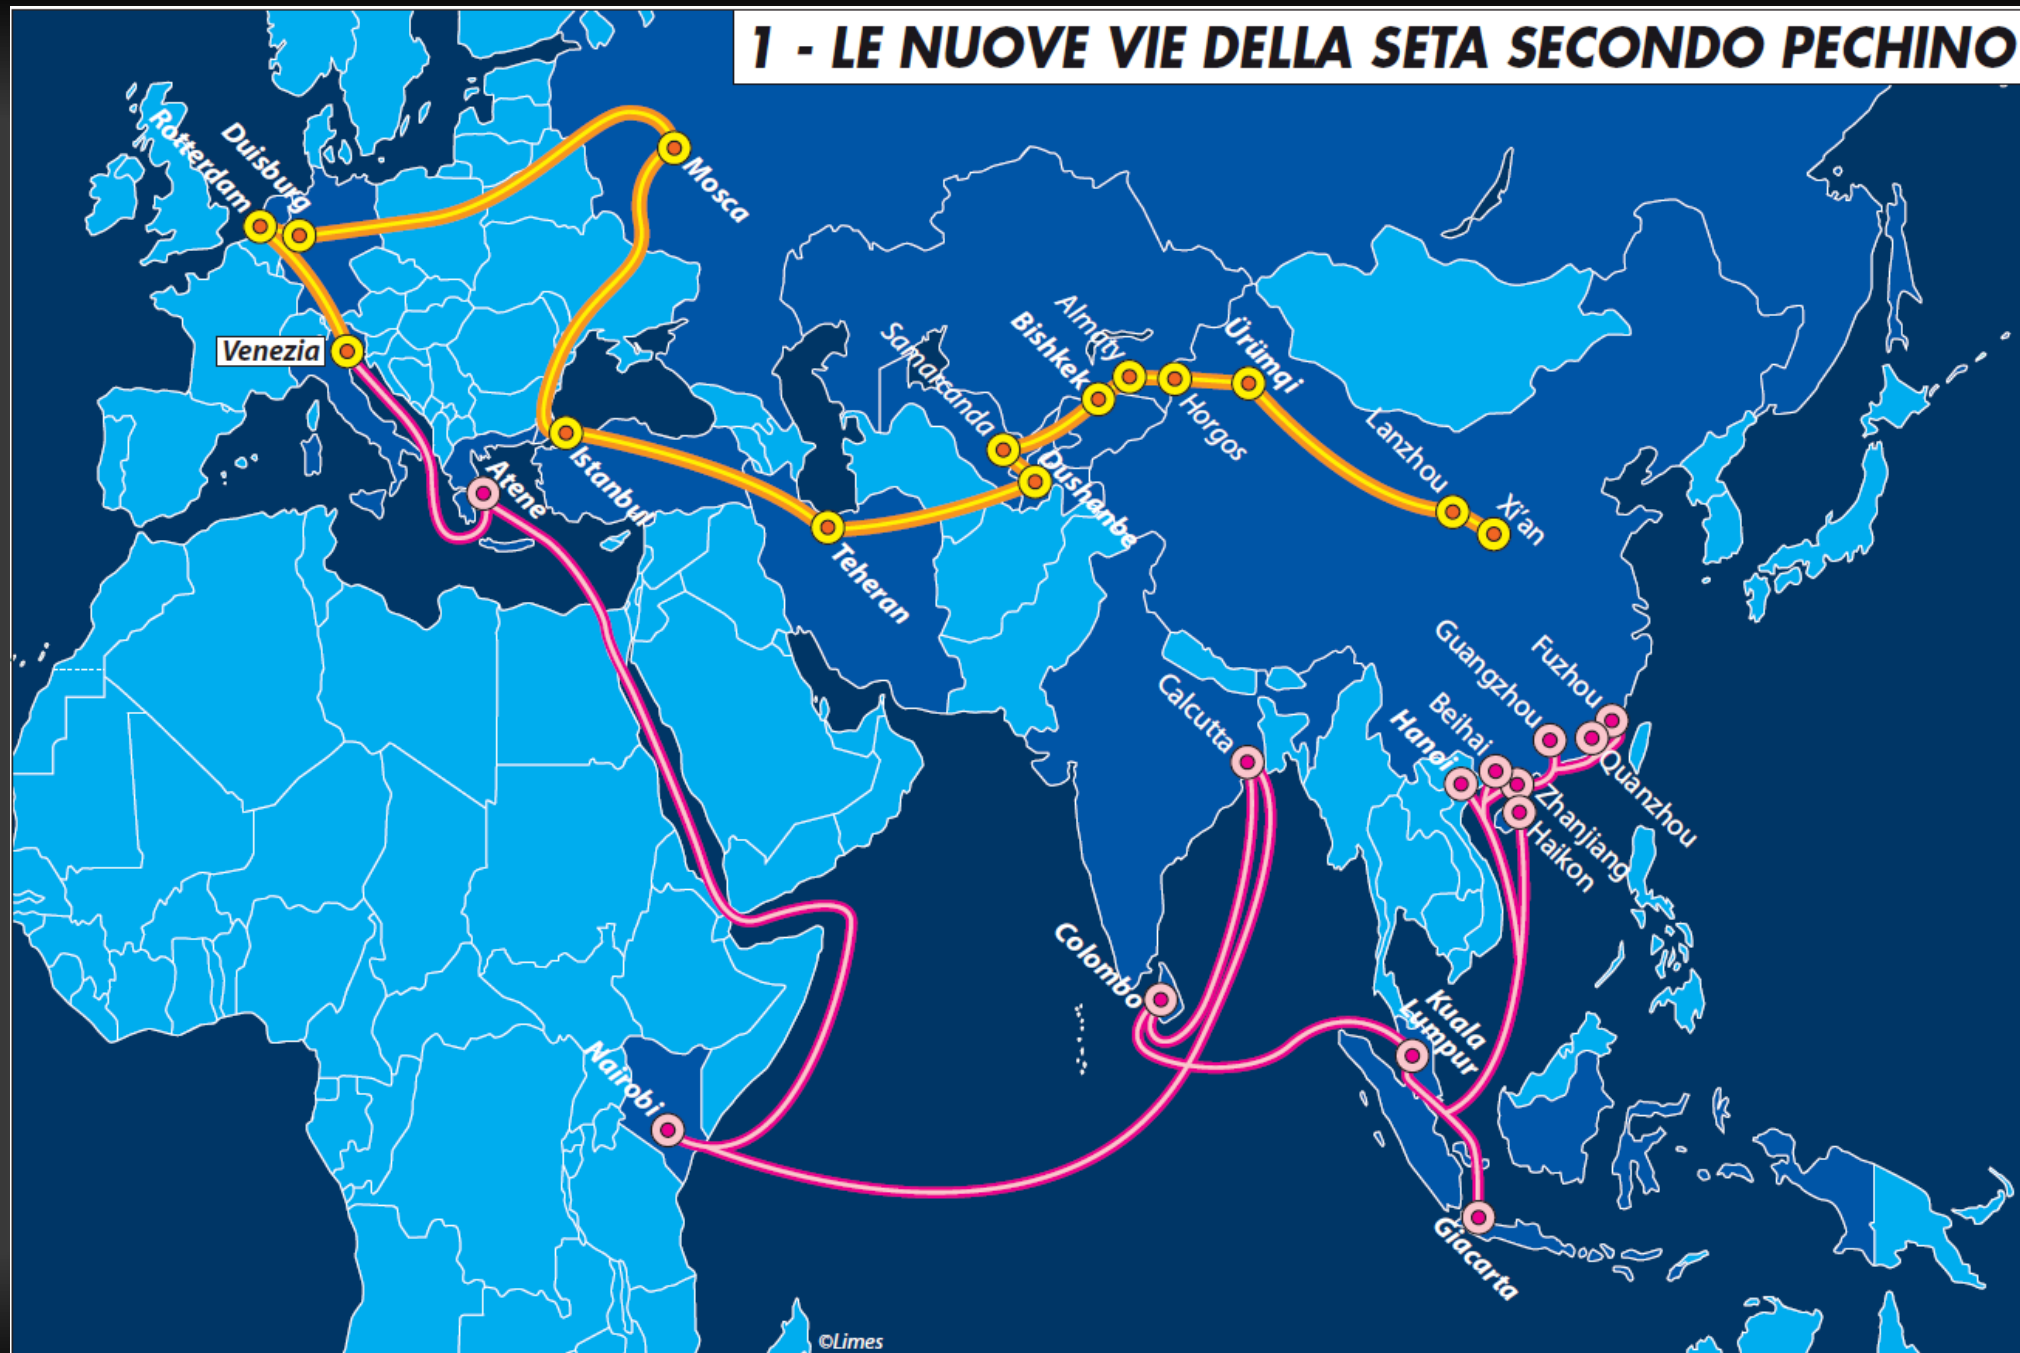 1 - LE NUOVE VIE DELLA SETA SECONDO PECHINO
Rotterdam
Duisburg
Mosca
Venezia
Atene
Istanbul
Teheran
Samarcanda
Dushanbe
Bishkek
Almaty
Horgos
Ürümqi
Lanzhou
Xi'an
Guangzhou
Fuzhou
Beihai
Hanoi
Quanzhou
Zhanjiang
Haikon
Calcutta
Colombo
Kuala
Lumpur
Nairobi
Giacarta
©Limes